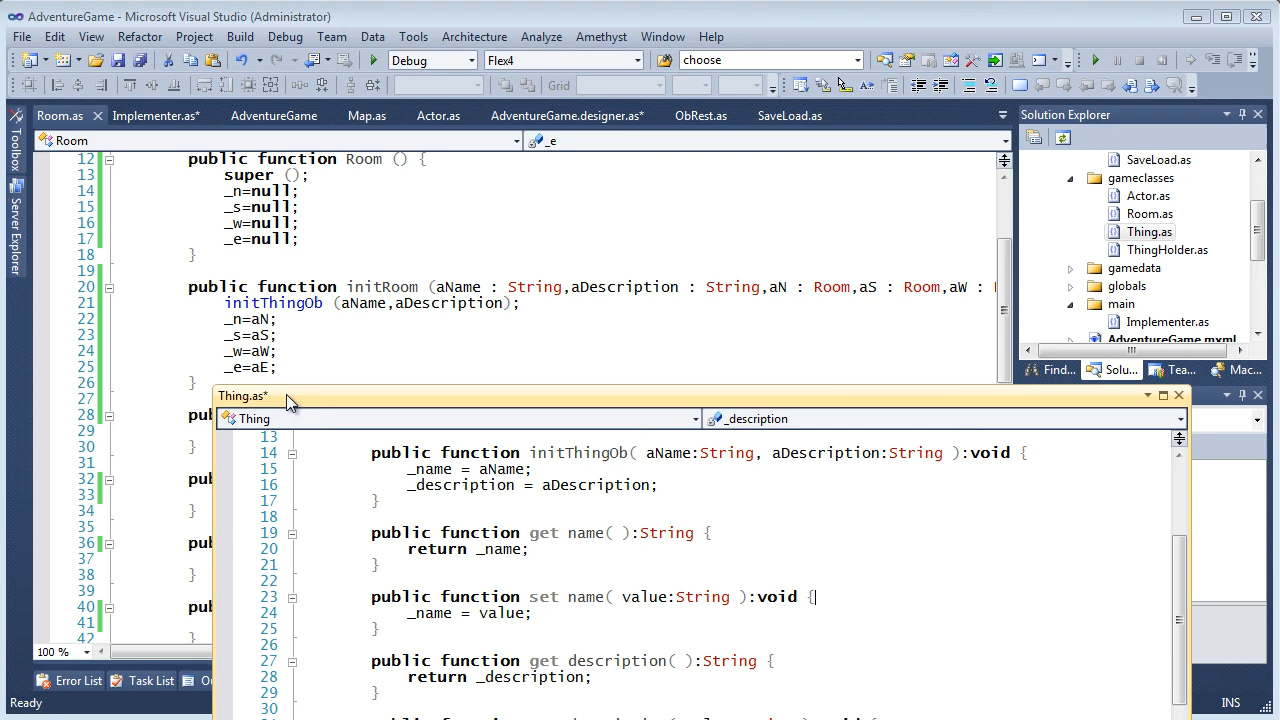 AdventureGame - Microsoft Visual Studio (Administrator)
File Edit View Refactor Project Build Debug Team Data Tools Architecture Analyze Amethyst Window Help
Debug Flex4 choose
Grid
Room.as Implementer.as* AdventureGame Map.as Actor.as AdventureGame.designer.as* ObRest.as SaveLoad.as
Room _e
12 public function Room () {
13 super ();
14 _n=null;
15 _s=null;
16 _w=null;
17 _e=null;
18 }
19
20 public function initRoom (aName : String,aDescription : String,aN : Room,aS : Room,aW :
21 initThingOb (aName,aDescription);
22 _n=aN;
23 _s=aS;
24 _w=aW;
25 _e=aE;
26 }
27
28
29
30 }
31
32
33
34 }
35
36
37
38 }
39
40
41
42 }
100 %
Toolbox
Server Explorer
Solution Explorer
SaveLoad.as
gameclasses
Actor.as
Room.as
Thing.as
ThingHolder.as
gamedata
globals
main
Implementer.as
AdventureGame.mxml
Find... Solu... Tea... Mac...
Thing.as*
Thing _description
13
14 public function initThingOb( aName:String, aDescription:String ):void {
15 _name = aName;
16 _description = aDescription;
17 }
18
19 public function get name( ):String {
20 return _name;
21 }
22
23 public function set name( value:String ):void {
24 _name = value;
25 }
26
27 public function get description( ):String {
28 return _description;
29 }
30
Error List Task List
Ready INS